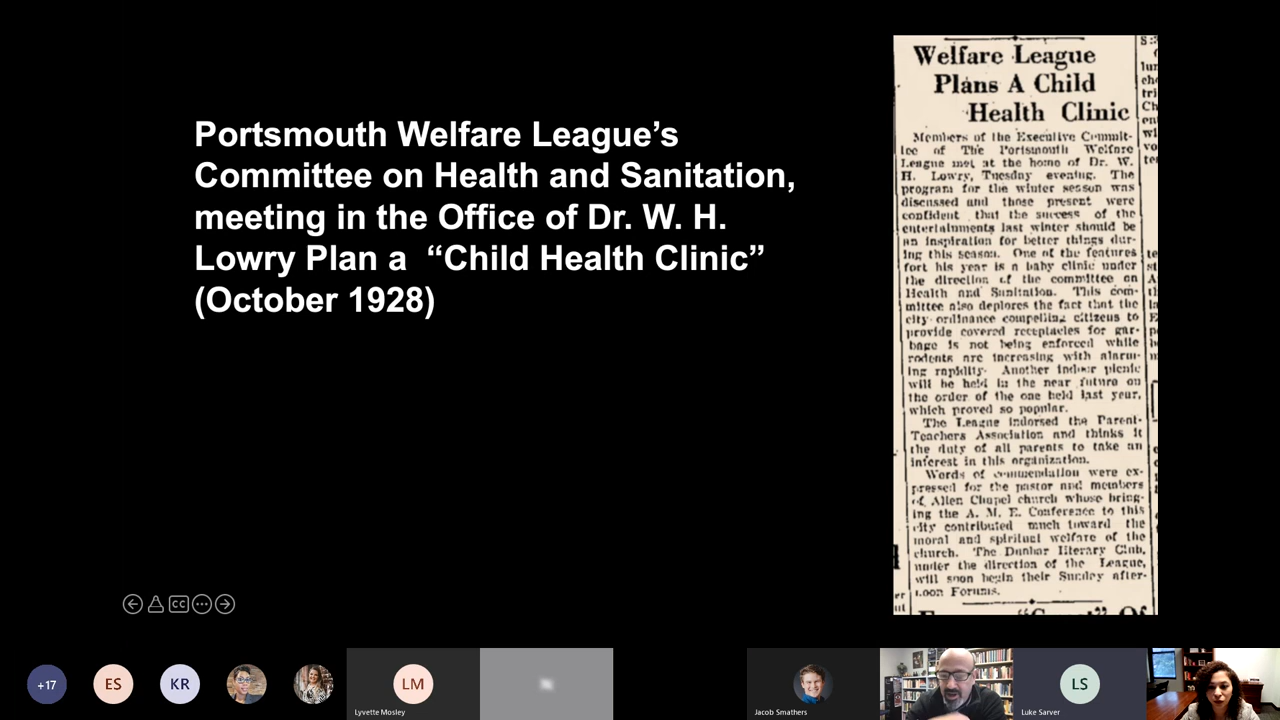 Portsmouth Welfare League’s
Committee on Health and Sanitation,
meeting in the Office of Dr. W. H.
Lowry Plan a “Child Health Clinic”
(October 1928)
Welfare League
Plans A Child
Health Clinic
Members of the Executive Commit-
tee of The Portsmouth Welfare
League met at the home of Dr. W.
H. Lowry, Tuesday evening. The
program for the winter season was
discussed and those present were
confident that the success of the
entertainments last winter should be
an inspiration for better things dur-
ing this season. One of the features
fort his year is a baby clinic under
the direction of the committee on
Health and Sanitation. This com-
mittee also deplores the fact that the
city ordinance compelling citizens to
provide covered receptacles for gar-
bage is not being enforced while
rodents are increasing with alarm-
ing rapidity. Another indoor picnic
will be held in the near future on
the order of the one held last year,
which proved so popular.
The League indorsed the Parent-
Teachers Association and thinks it
the duty of all parents to take an
interest in this organization.
Words of commendation were ex-
pressed for the pastor and members
of Allen Chapel church whose bring-
ing the A. M. E. Conference to this
city contributed much toward the
moral and spiritual welfare of the
church. The Dunbar literary Club,
under the direction of the League,
will soon begin their Sunday after-
noon Forums.
CC
+17
ES
KR
LM
Lyvette Mosley
Jacob Smathers
LS
Luke Sarver